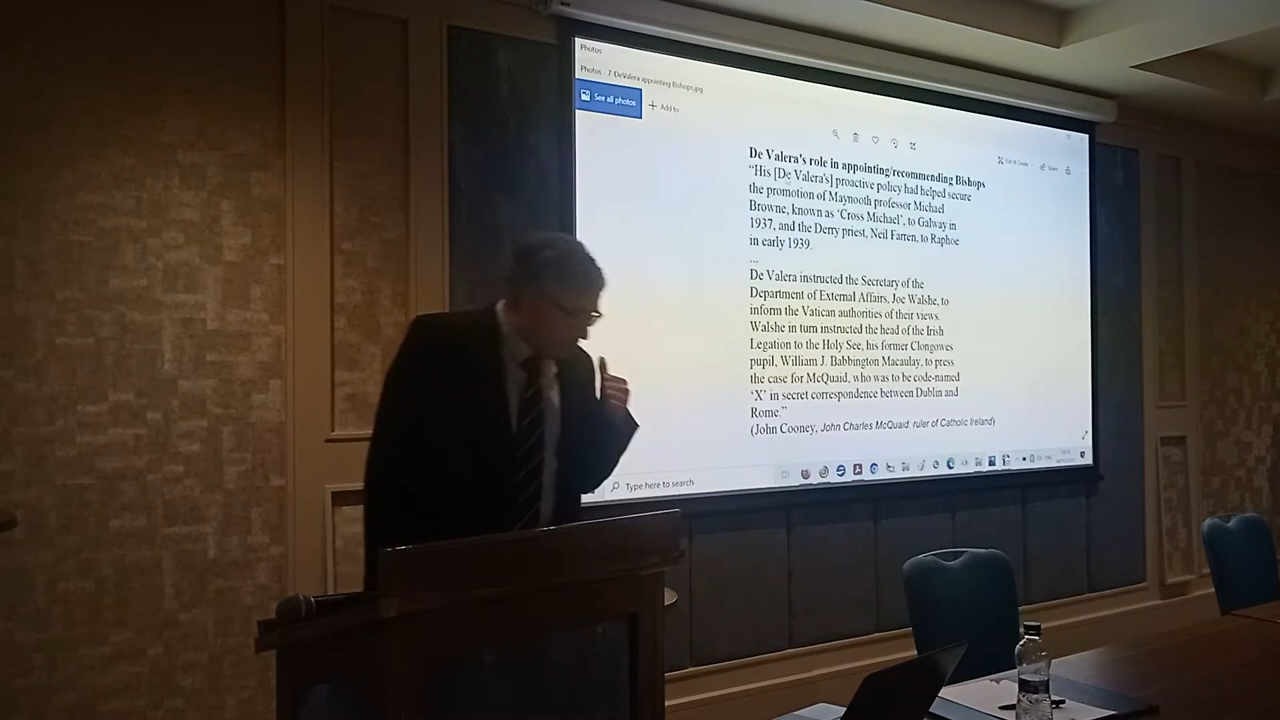 Photos
Photos - 7-DeValera appointing Bishops.jpg
See all photos
Add to
Edit & Create
Share
De Valera's role in appointing/recommending Bishops
“His [De Valera's] proactive policy had helped secure
the promotion of Maynooth professor Michael
Browne, known as ‘Cross Michael’, to Galway in
1937, and the Derry priest, Neil Farren, to Raphoe
in early 1939.
...
De Valera instructed the Secretary of the
Department of External Affairs, Joe Walshe, to
inform the Vatican authorities of their views.
Walshe in turn instructed the head of the Irish
Legation to the Holy See, his former Clongowes
pupil, William J. Babbington Macaulay, to press
the case for McQuaid, who was to be code-named
‘X’ in secret correspondence between Dublin and
Rome.”
(John Cooney, John Charles McQuaid: ruler of Catholic Ireland)
Type here to search